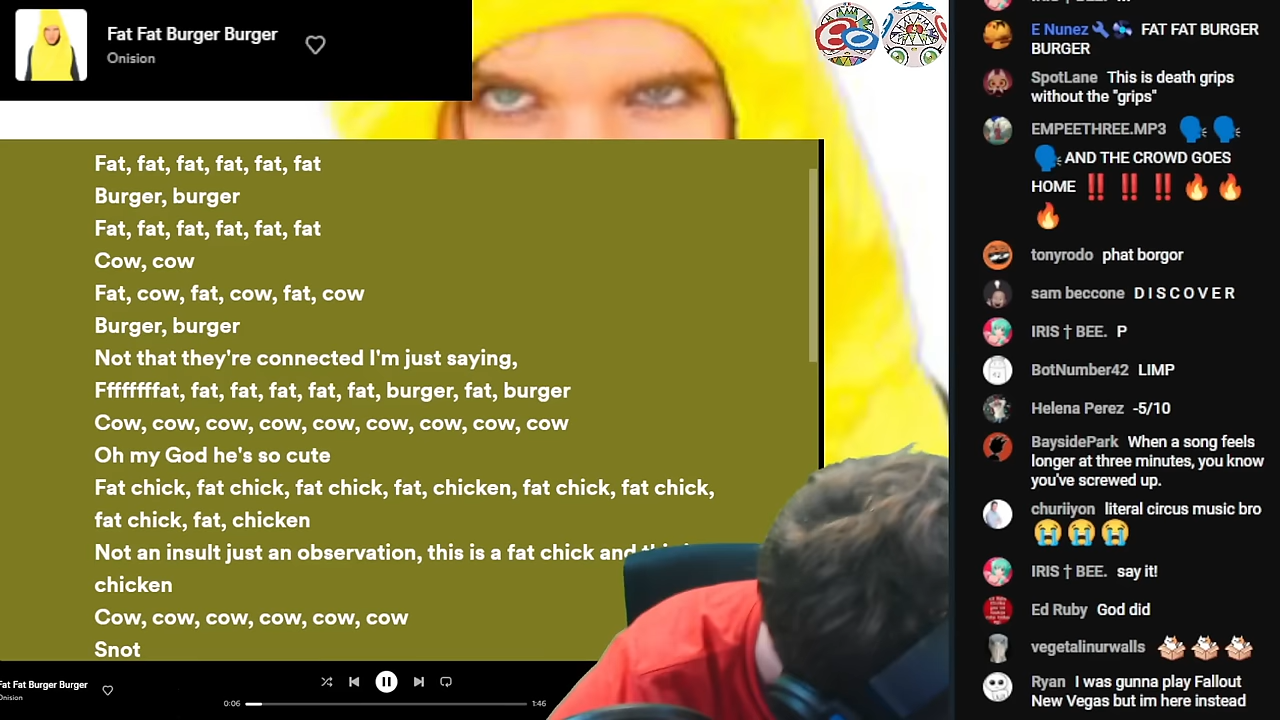 Fat Fat Burger Burger
Onision
Fat, fat, fat, fat, fat, fat
Burger, burger
Fat, fat, fat, fat, fat, fat
Cow, cow
Fat, cow, fat, cow, fat, cow
Burger, burger
Not that they're connected I'm just saying,
Ffffffffat, fat, fat, fat, fat, fat, burger, fat, burger
Cow, cow, cow, cow, cow, cow, cow, cow, cow
Oh my God he's so cute
Fat chick, fat chick, fat chick, fat, chicken, fat chick, fat chick,
fat chick, fat, chicken
Not an insult just an observation, this is a fat chick and
chicken
Cow, cow, cow, cow, cow, cow
Snot
Fat Fat Burger Burger
Onision
0:06
1:46
E Nunez FAT FAT BURGER
BURGER
SpotLane This is death grips
without the "grips"
EMPEETHREE.MP3 🗣️ 🗣️
🗣️ AND THE CROWD GOES
HOME ‼️ ‼️ ‼️ 🔥 🔥
🔥
tonyrodo phat borgor
sam beccone D I S C O V E R
IRIS † BEE. P
BotNumber42 LIMP
Helena Perez -5/10
BaysidePark When a song feels
longer at three minutes, you know
you've screwed up.
churiiyon literal circus music bro
😭 😭 😭
IRIS † BEE. say it!
Ed Ruby God did
vegetalinurwalls
Ryan I was gunna play Fallout
New Vegas but im here instead